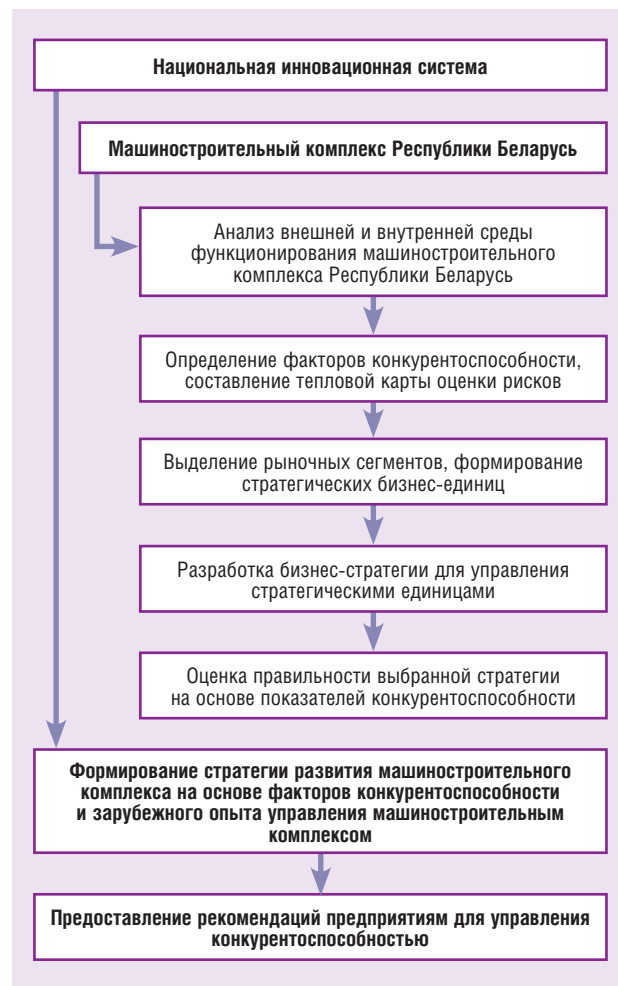 Национальная инновационная система
Машиностроительный комплекс Республики Беларусь
Анализ внешней и внутренней среды
функционирования машиностроительного
комплекса Республики Беларусь
Определение факторов конкурентоспособности,
составление тепловой карты оценки рисков
Выделение рыночных сегментов, формирование
стратегических бизнес-единиц
Разработка бизнес-стратегии для управления
стратегическими единицами
Оценка правильности выбранной стратегии
на основе показателей конкурентоспособности
Формирование стратегии развития машиностроительного
комплекса на основе факторов конкурентоспособности
и зарубежного опыта управления машиностроительным
комплексом
Предоставление рекомендаций предприятиям для управления
конкурентоспособностью